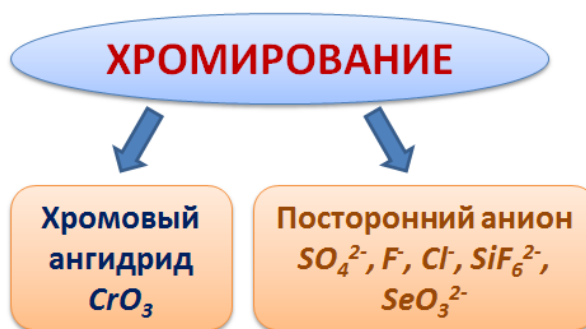 ХРОМИРОВАНИЕ
Хромовый
ангидрид
CrO₃
Посторонний анион
SO₄²⁻, F⁻, Cl⁻, SiF₆²⁻,
SeO₃²⁻